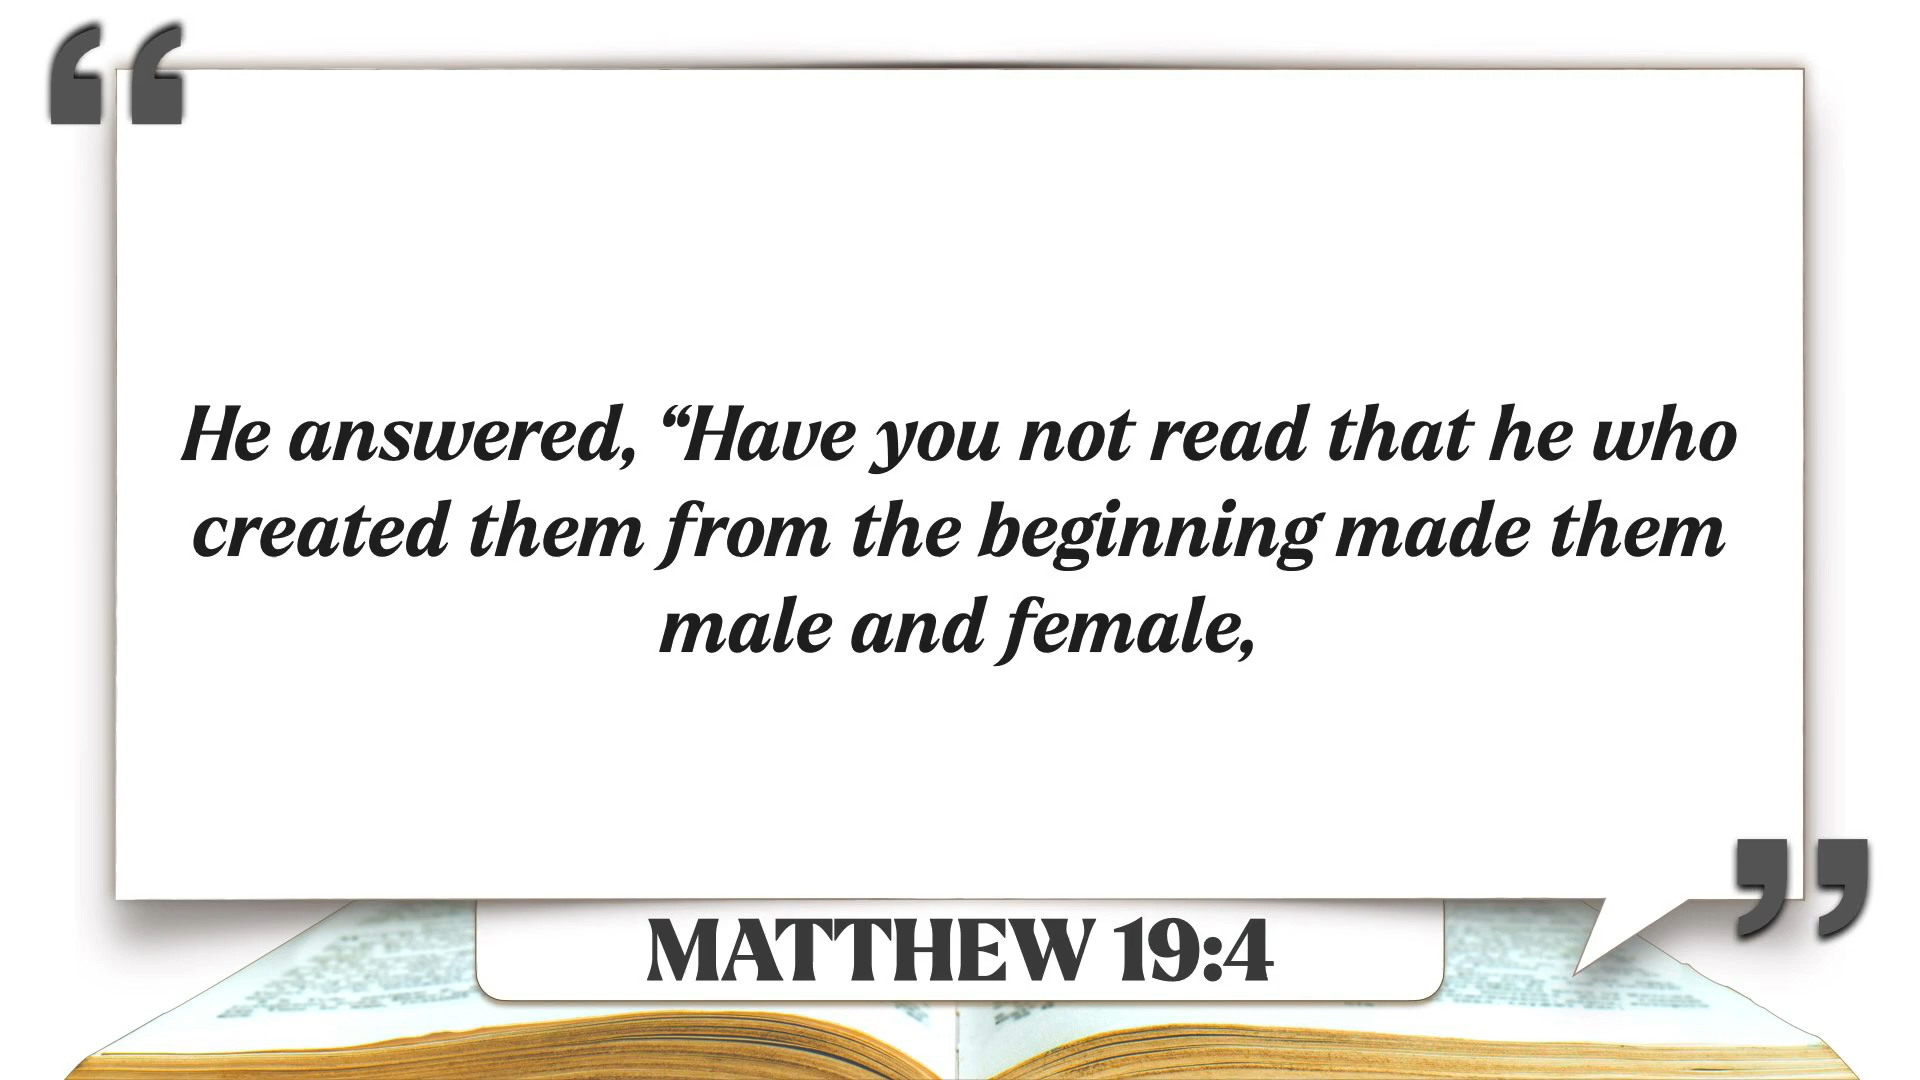 He answered, “Have you not read that he who
created them from the beginning made them
male and female,
MATTHEW 19:4